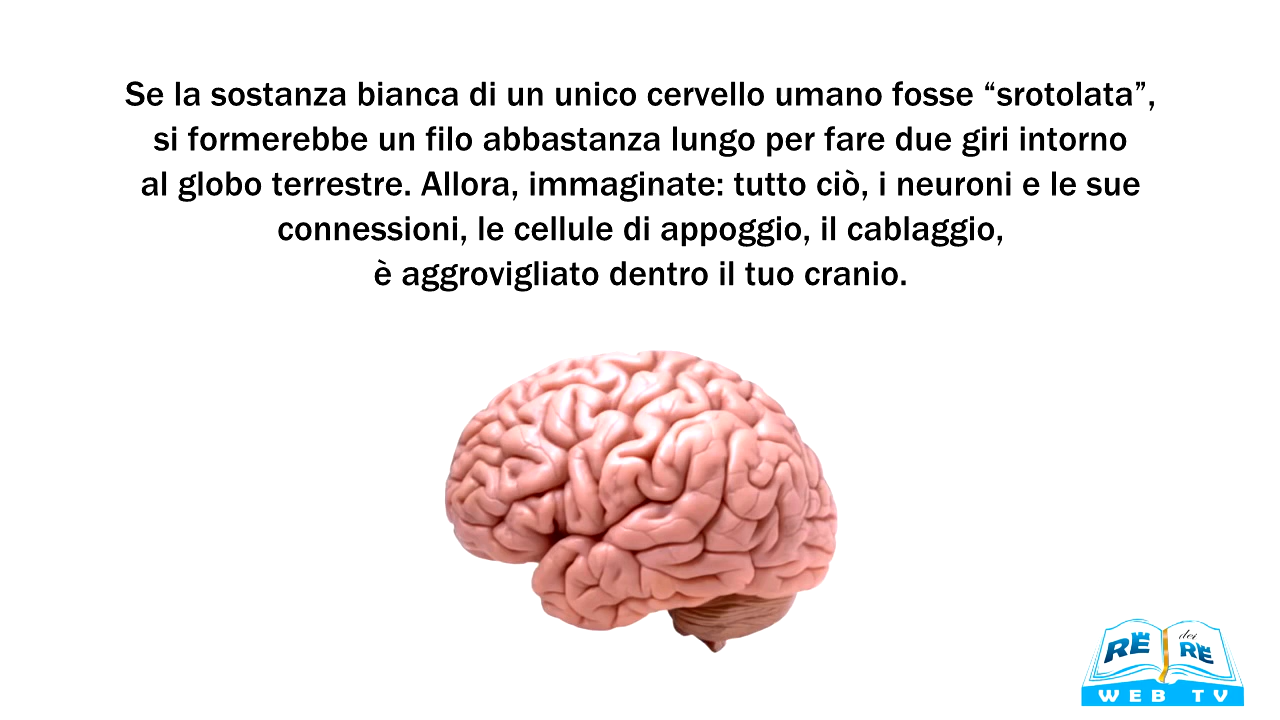 Se la sostanza bianca di un unico cervello umano fosse “srotolata”,
si formerebbe un filo abbastanza lungo per fare due giri intorno
al globo terrestre. Allora, immaginate: tutto ciò, i neuroni e le sue
connessioni, le cellule di appoggio, il cablaggio,
è aggrovigliato dentro il tuo cranio.
RE dei RE
WEB TV